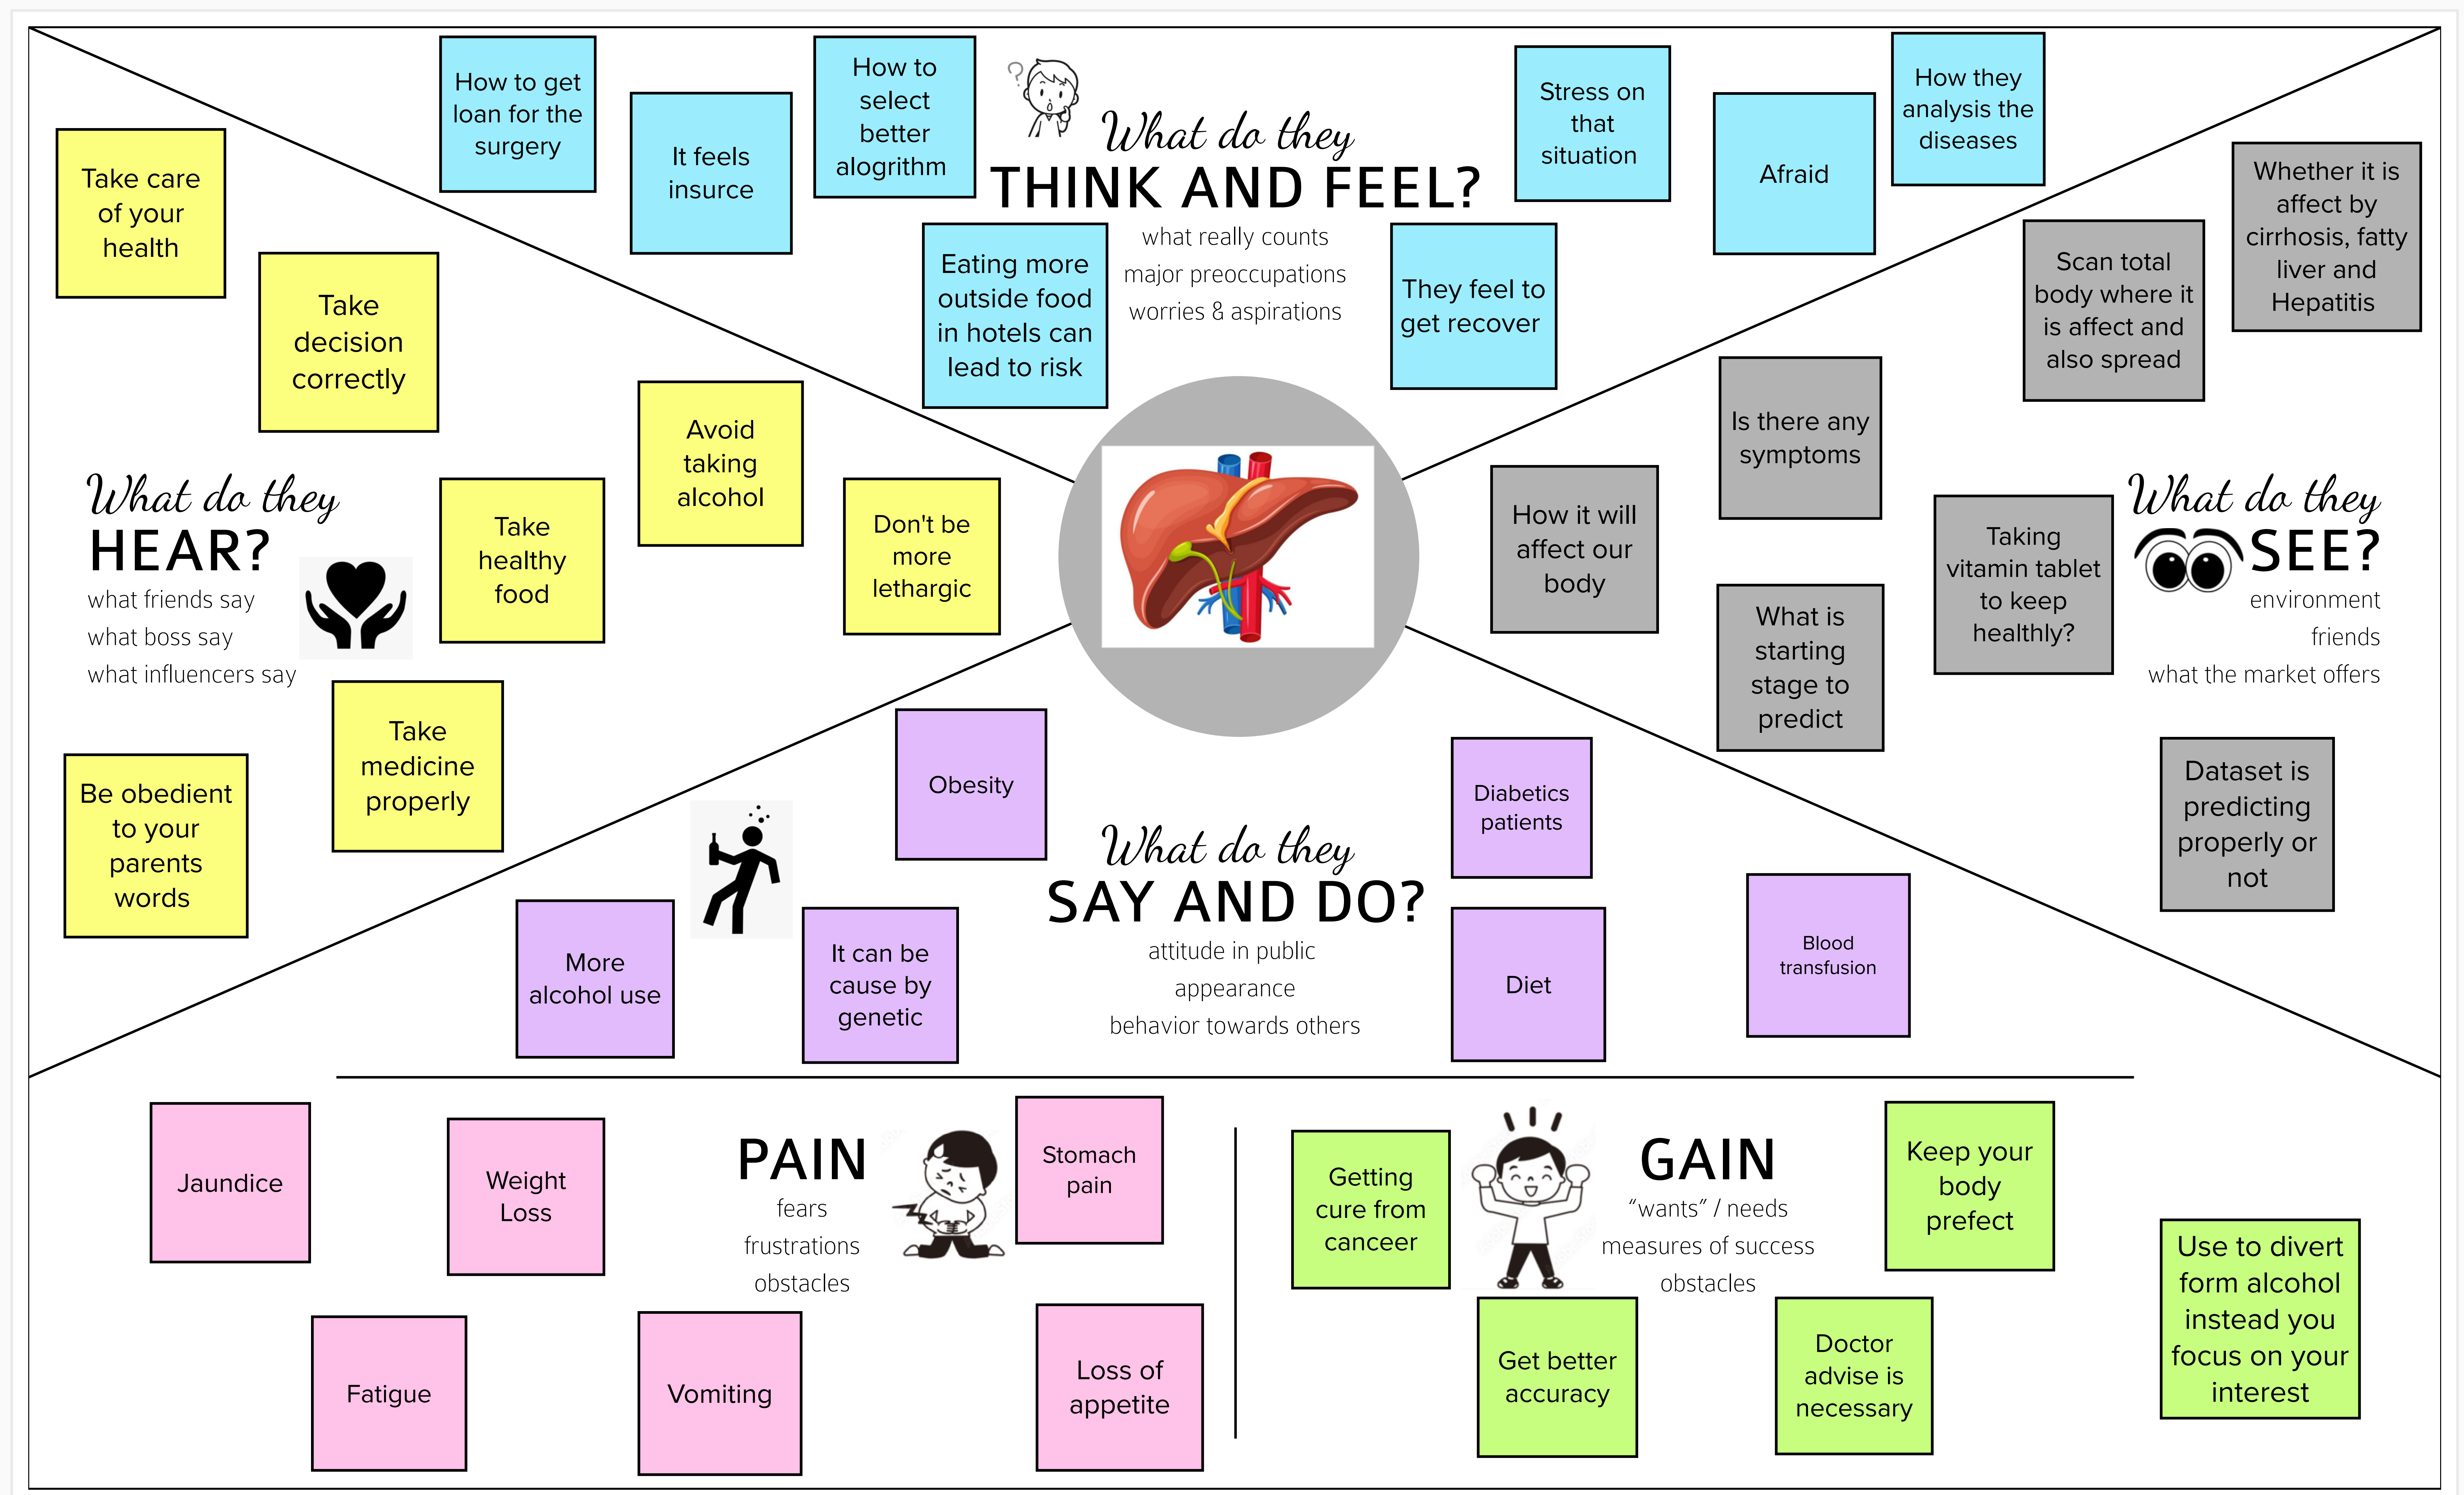 How to get
loan for the
surgery
It feels
insurce
How to
select
better
alogrithm
?
What do they
THINK AND FEEL?
what really counts
major preoccupations
worries & aspirations
Eating more
outside food
in hotels can
lead to risk
They feel to
get recover
Stress on
that
situation
Afraid
How they
analysis the
diseases
Take care
of your
health
Take
decision
correctly
Avoid
taking
alcohol
Take
healthy
food
Don't be
more
lethargic
What do they
HEAR?
what friends say
what boss say
what influencers say
Take
medicine
properly
Be obedient
to your
parents
words
Whether it is
affect by
cirrhosis, fatty
liver and
Hepatitis
Scan total
body where it
is affect and
also spread
Is there any
symptoms
How it will
affect our
body
Taking
vitamin tablet
to keep
healthly?
What is
starting
stage to
predict
What do they
SEE?
environment
friends
what the market offers
Dataset is
predicting
properly or
not
Obesity
More
alcohol use
It can be
cause by
genetic
What do they
SAY AND DO?
attitude in public
appearance
behavior towards others
Diabetics
patients
Diet
Blood
transfusion
Jaundice
Weight
Loss
PAIN
fears
frustrations
obstacles
Stomach
pain
Fatigue
Vomiting
Loss of
appetite
Getting
cure from
canceer
GAIN
“wants” / needs
measures of success
obstacles
Keep your
body
prefect
Get better
accuracy
Doctor
advise is
necessary
Use to divert
form alcohol
instead you
focus on your
interest